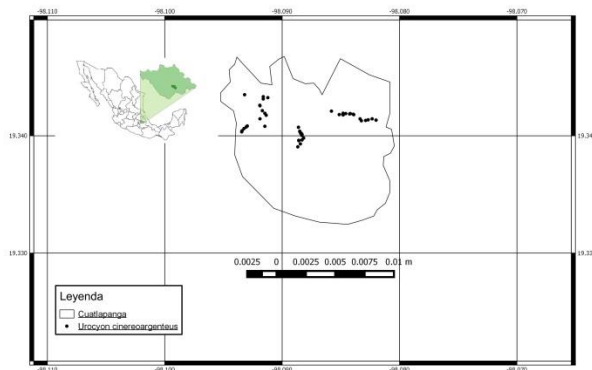 -98.110 -98.100 -98.090 -98.080 -98.070
19.340 19.340
19.330 19.330
0.0025 0 0.0025 0.005 0.0075 0.01 m
Leyenda
Cuatlapanga
Urocyon cinereoargenteus
-98.110 -98.100 -98.090 -98.080 -98.070